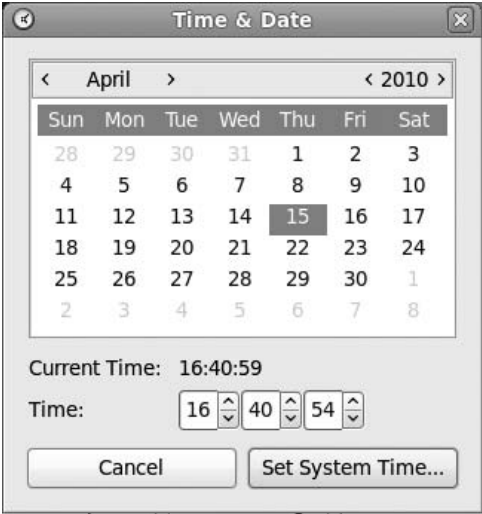 Time & Date
< April > < 2010 >
Sun Mon Tue Wed Thu Fri Sat
28 29 30 31 1 2 3
4 5 6 7 8 9 10
11 12 13 14 15 16 17
18 19 20 21 22 23 24
25 26 27 28 29 30 1
2 3 4 5 6 7 8
Current Time: 16:40:59
Time: 16 40 54
Cancel Set System Time...